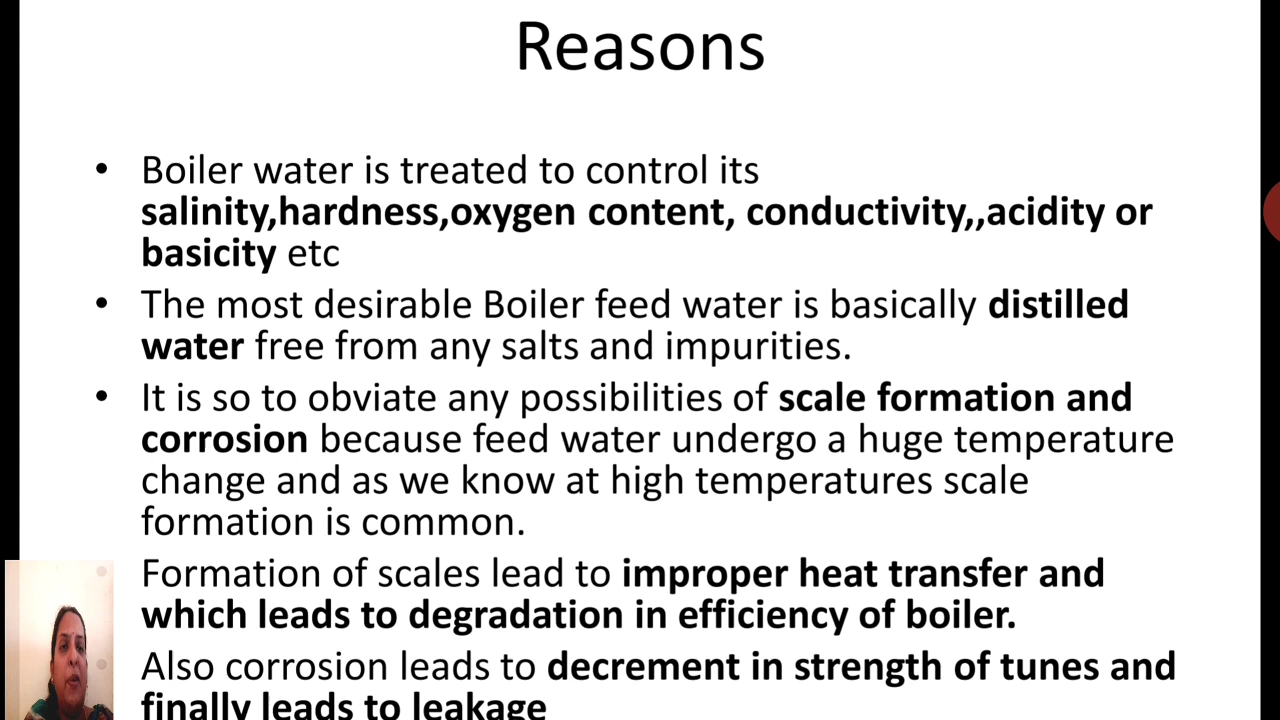 Reasons
• Boiler water is treated to control its
salinity,hardness,oxygen content, conductivity,,acidity or
basicity etc
• The most desirable Boiler feed water is basically distilled
water free from any salts and impurities.
• It is so to obviate any possibilities of scale formation and
corrosion because feed water undergo a huge temperature
change and as we know at high temperatures scale
formation is common.
Formation of scales lead to improper heat transfer and
which leads to degradation in efficiency of boiler.
Also corrosion leads to decrement in strength of tunes and
finally leads to leakage